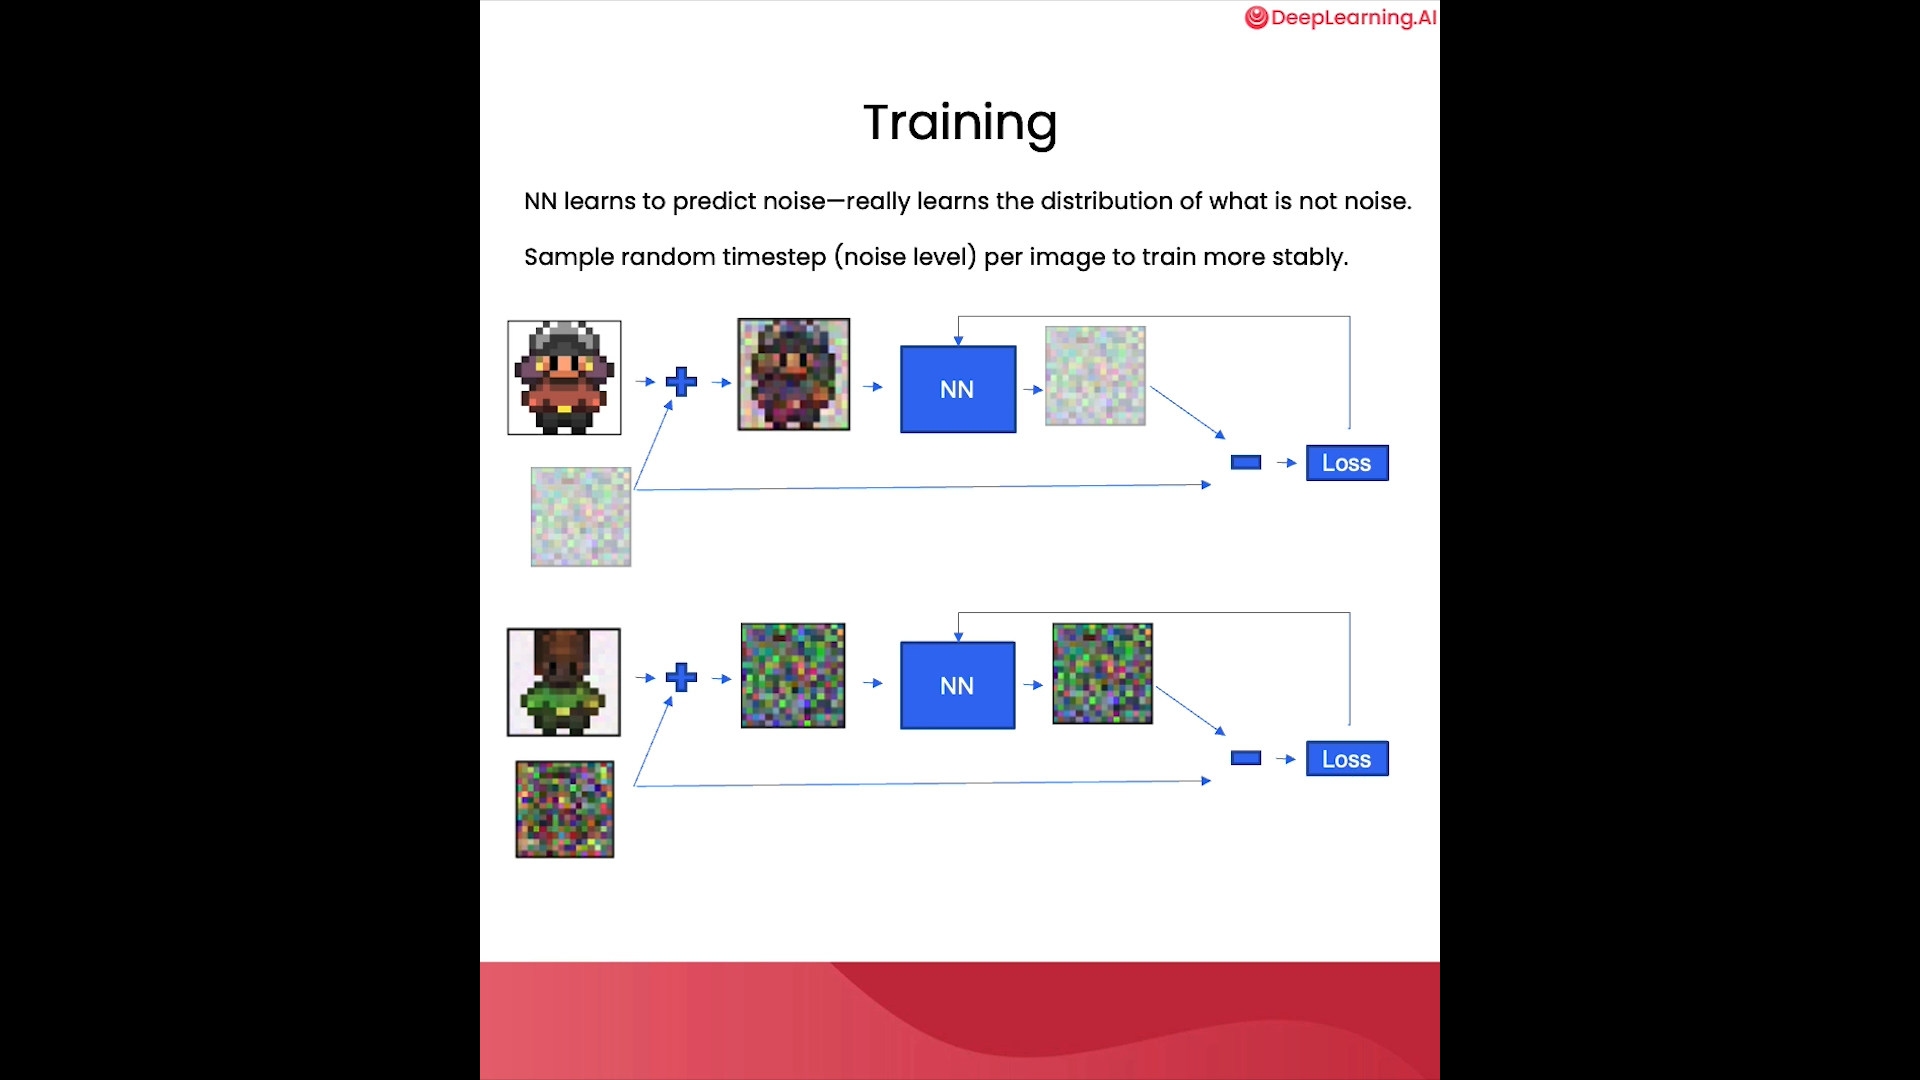 DeepLearning.AI
Training
NN learns to predict noise—really learns the distribution of what is not noise.
Sample random timestep (noise level) per image to train more stably.
NN
Loss
NN
Loss